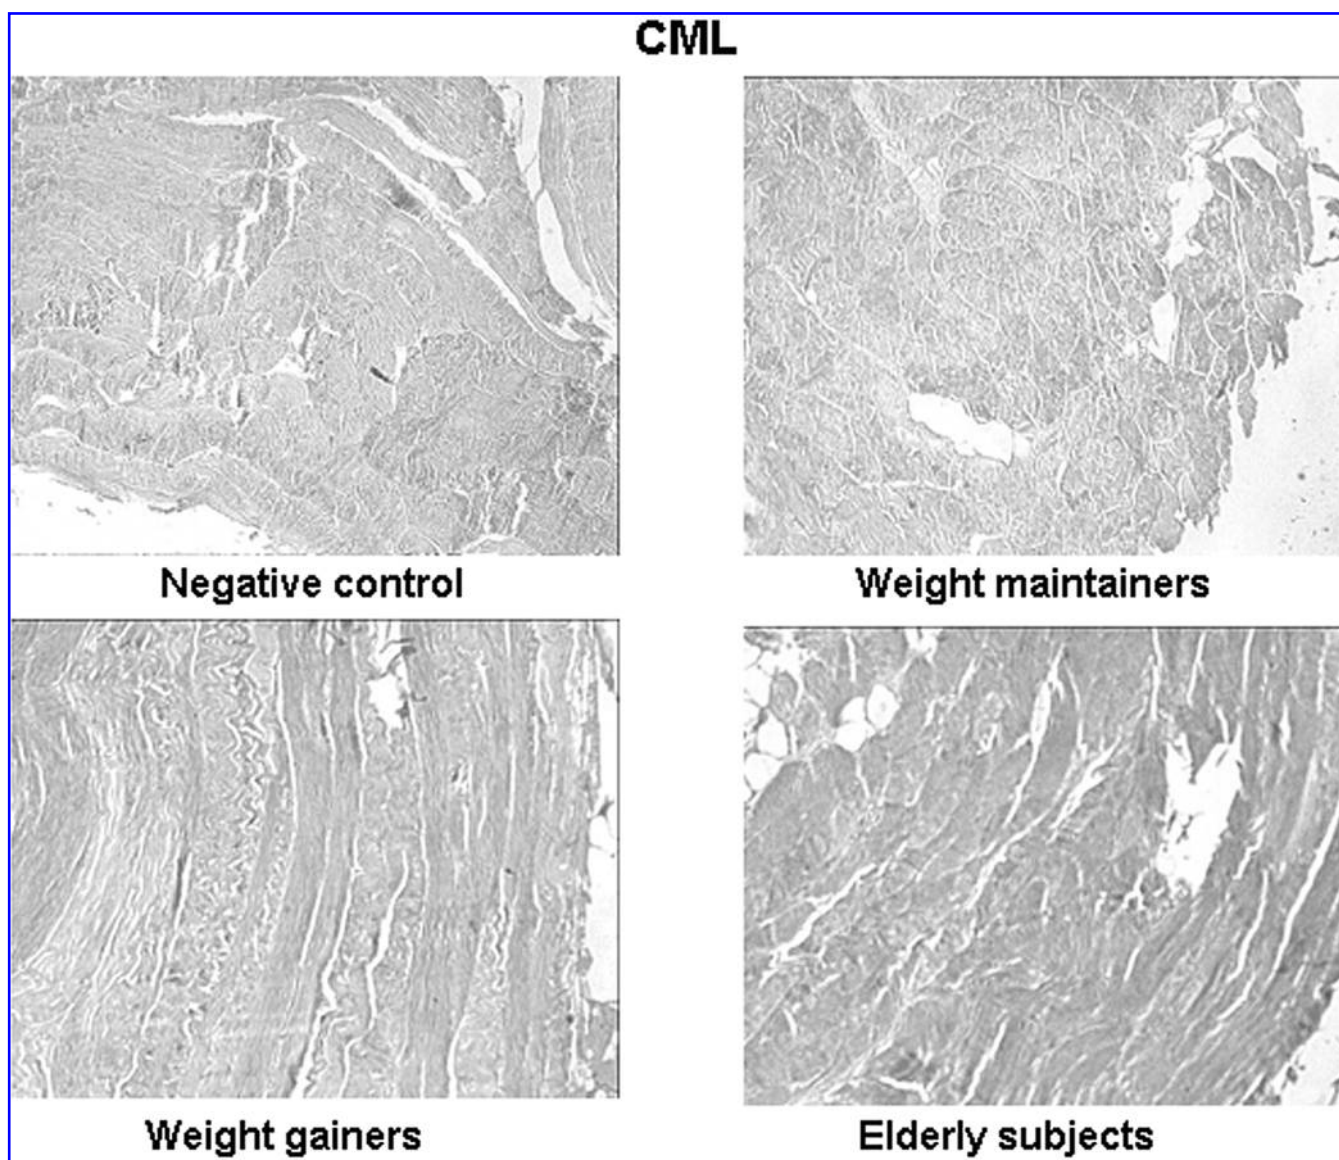 CML
Negative control
Weight maintainers
Weight gainers
Elderly subjects